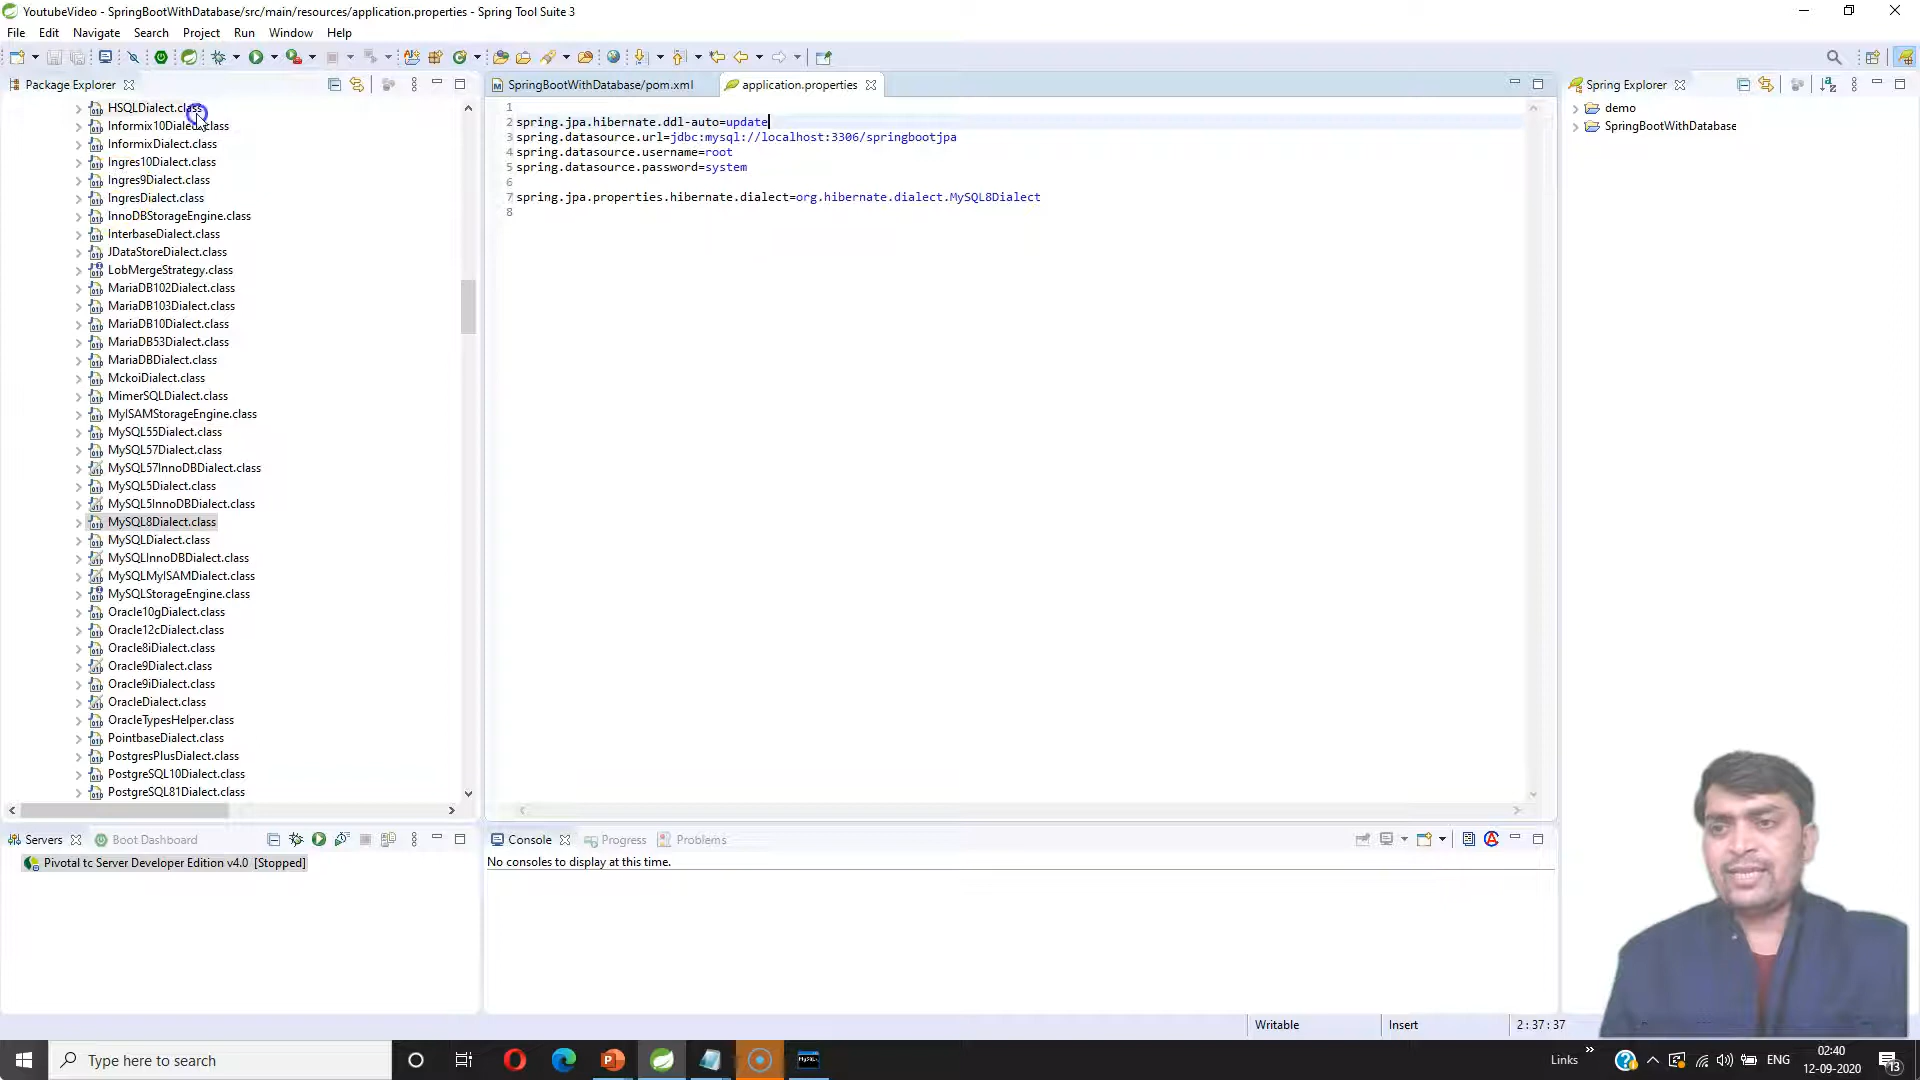 YoutubeVideo - SpringBootWithDatabase/src/main/resources/application.properties - Spring Tool Suite 3
File Edit Navigate Search Project Run Window Help
Package Explorer
HSQLDialect.class
Informix10Dialect.class
InformixDialect.class
Ingres10Dialect.class
Ingres9Dialect.class
IngresDialect.class
InnoDBStorageEngine.class
InterbaseDialect.class
JDataStoreDialect.class
LobMergeStrategy.class
MariaDB102Dialect.class
MariaDB103Dialect.class
MariaDB10Dialect.class
MariaDB53Dialect.class
MariaDBDialect.class
MckoiDialect.class
MimerSQLDialect.class
MyISAMStorageEngine.class
MySQL55Dialect.class
MySQL57Dialect.class
MySQL57InnoDBDialect.class
MySQL5Dialect.class
MySQL5InnoDBDialect.class
MySQL8Dialect.class
MySQLDialect.class
MySQLInnoDBDialect.class
MySQLMyISAMDialect.class
MySQLStorageEngine.class
Oracle10gDialect.class
Oracle12cDialect.class
Oracle8iDialect.class
Oracle9Dialect.class
Oracle9iDialect.class
OracleDialect.class
OracleTypesHelper.class
PointbaseDialect.class
PostgresPlusDialect.class
PostgreSQL10Dialect.class
PostgreSQL81Dialect.class
SpringBootWithDatabase/pom.xml application.properties
1
2 spring.jpa.hibernate.ddl-auto=update
3 spring.datasource.url=jdbc:mysql://localhost:3306/springbootjpa
4 spring.datasource.username=root
5 spring.datasource.password=system
6
7 spring.jpa.properties.hibernate.dialect=org.hibernate.dialect.MySQL8Dialect
8
Spring Explorer
demo
SpringBootWithDatabase
Servers Boot Dashboard
Pivotal tc Server Developer Edition v4.0 [Stopped]
Console Progress Problems
No consoles to display at this time.
Writable Insert 2 : 37 : 37
Type here to search
Links » ENG
02:40
12-09-2020
13